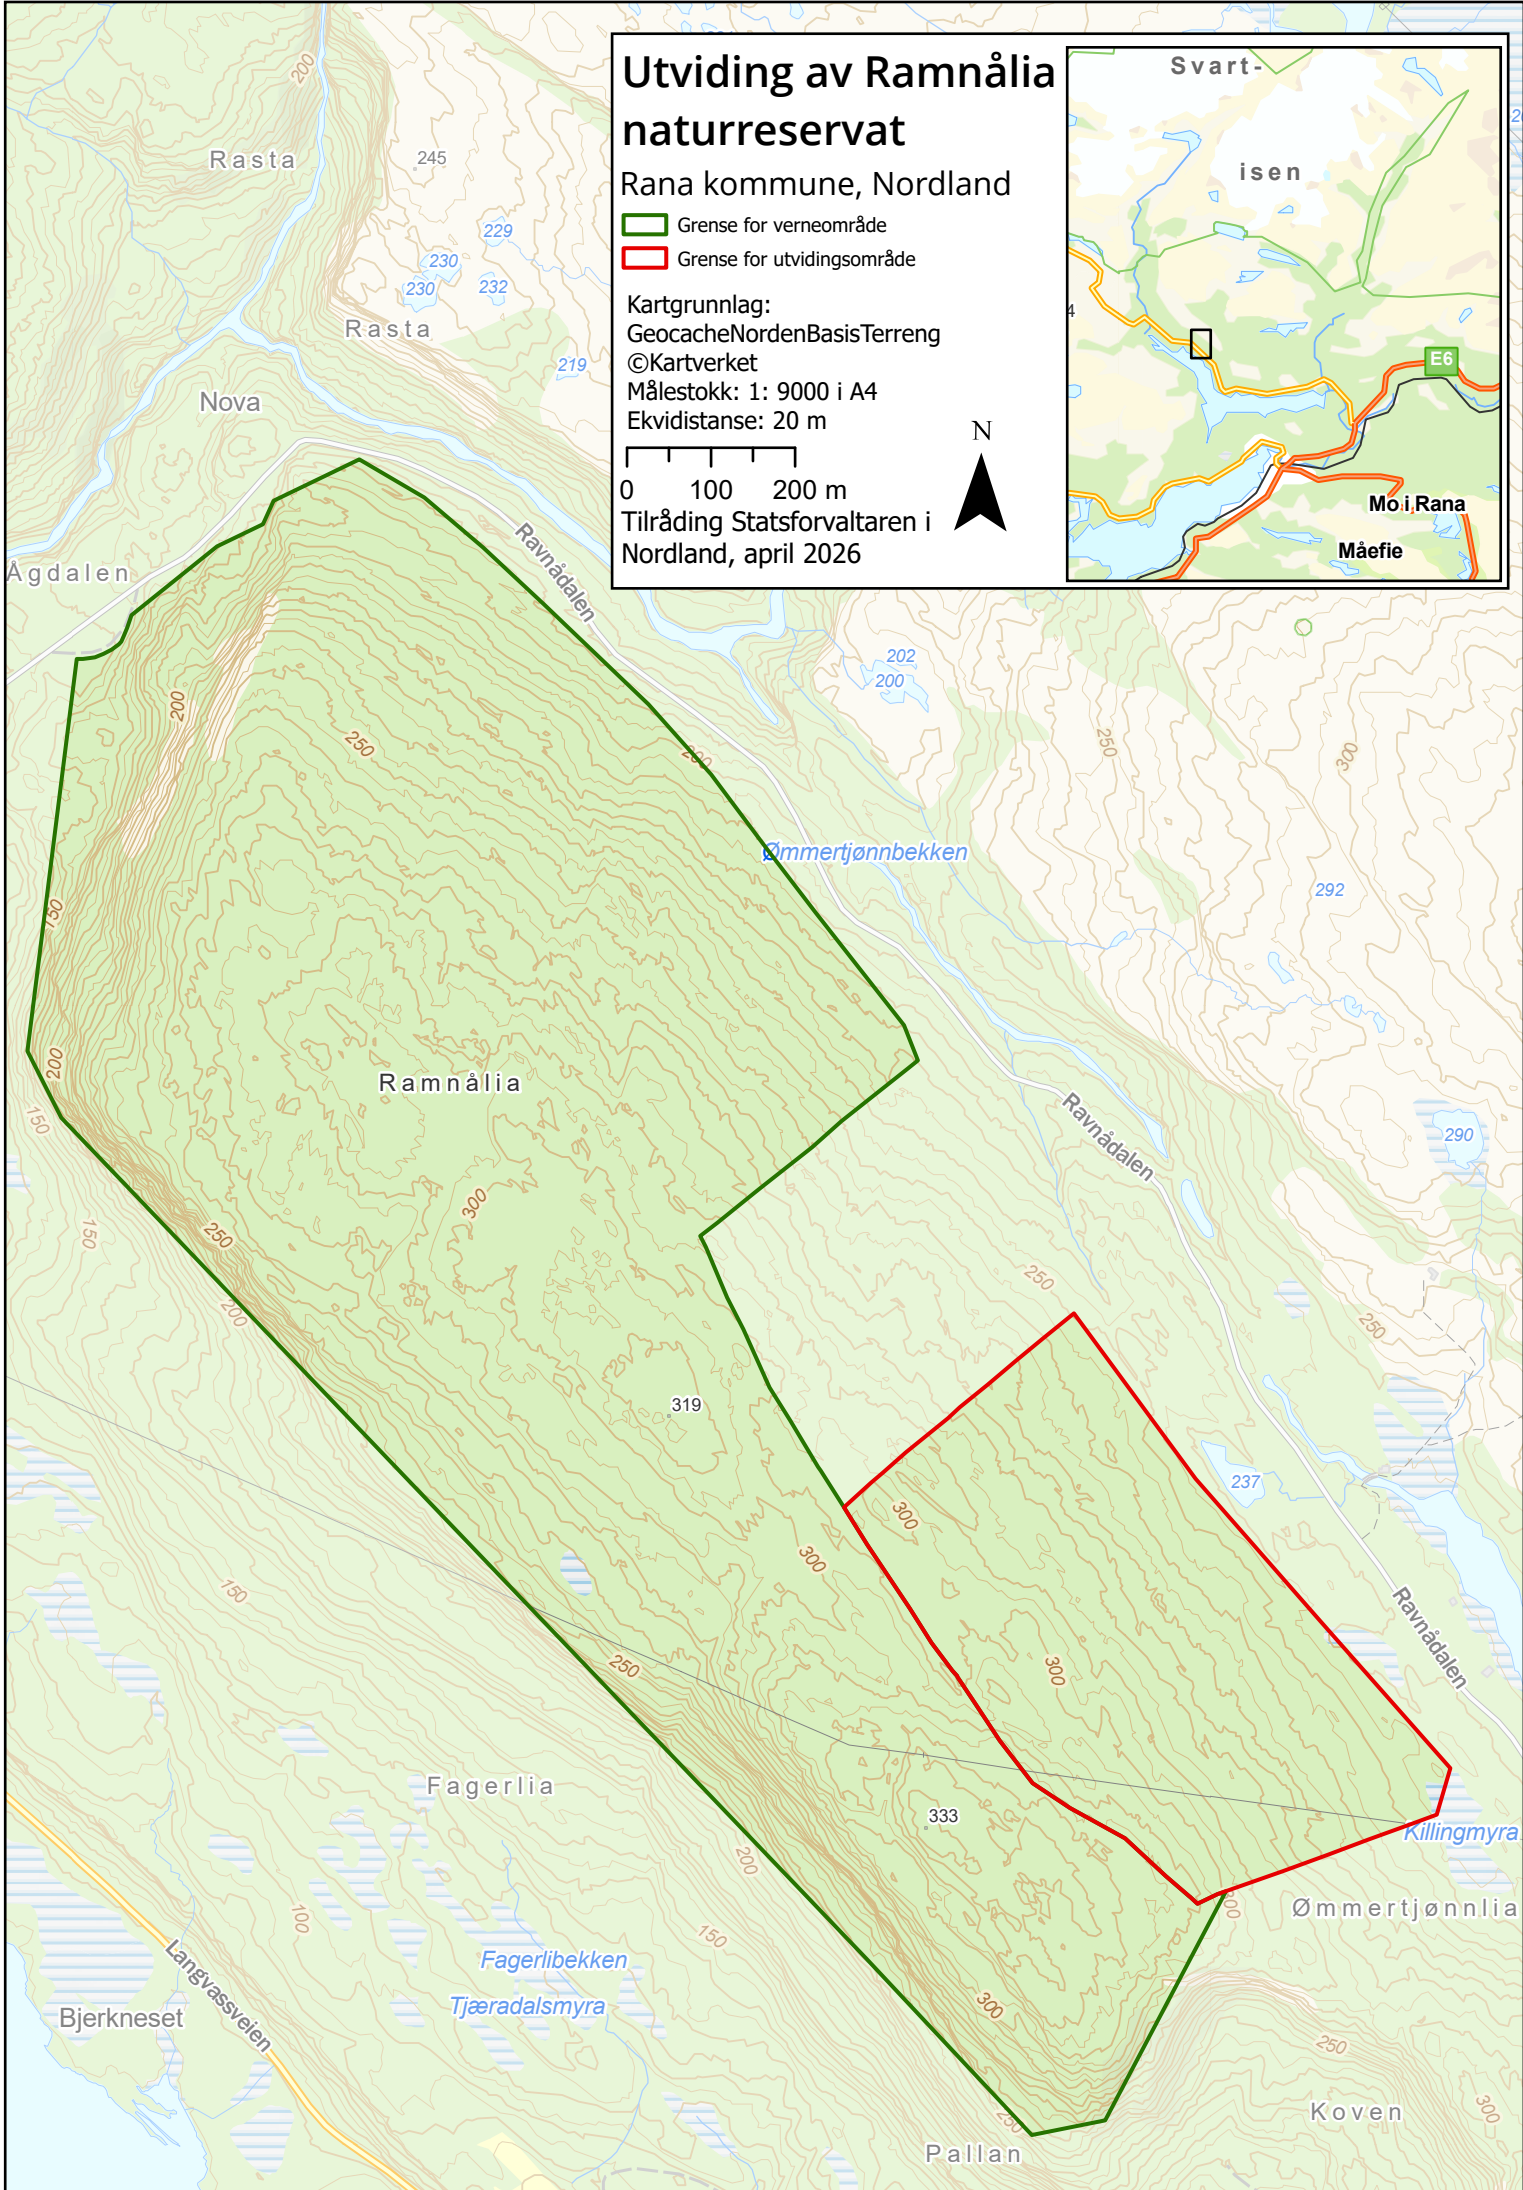 Utviding av Ramnålia
naturreservat
Rana kommune, Nordland
Grense for verneområde
Grense for utvidingsområde
Kartgrunnlag:
GeocacheNordenBasisTerreng
©Kartverket
Målestokk: 1: 9000 i A4
Ekvidistanse: 20 m
0 100 200 m
N
Tilråding Statsforvaltaren i
Nordland, april 2026
Svart-
isen
E6
Mo i Rana
Måefie
200
Rasta
245
229
230
230
232
Rasta
219
Nova
Ågdalen
Ravnådalen
202
200
200
250
250
300
200
Ømmertjønnbekken
292
150
200
150
Ramnålia
Ravnådalen
290
300
150
250
200
250
250
319
237
300
300
150
250
300
Ravnådalen
Fagerlia
333
Killingmyra
200
Ømmertjønnlia
300
100
150
Langvassveien
Fagerlibekken
Tjæradalsmyra
300
Bjerkneset
250
300
Koven
250
Pallan